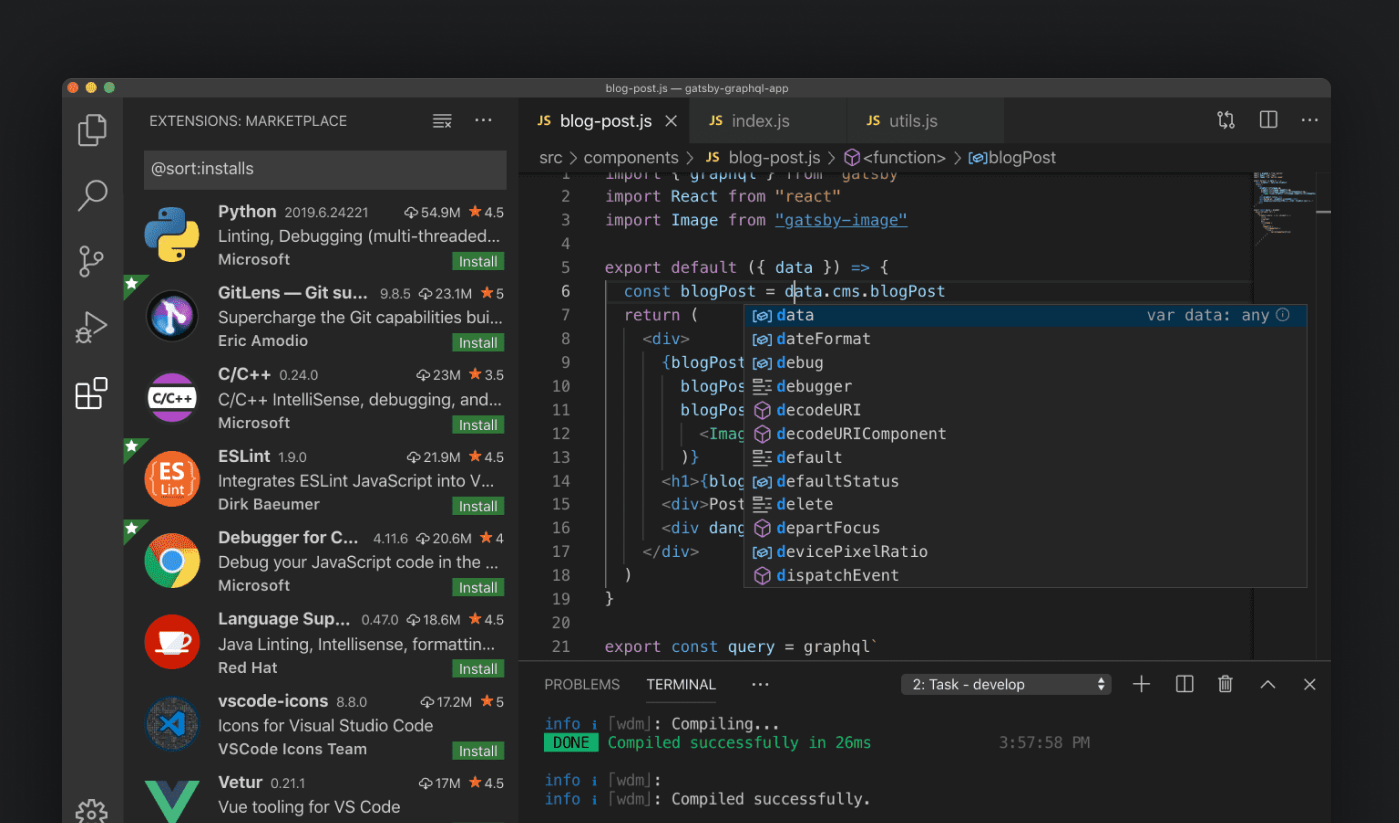 blog-post.js — gatsby-graphql-app
EXTENSIONS: MARKETPLACE
@sort:installs
Python 2019.6.24221 54.9M 4.5
Linting, Debugging (multi-threaded...
Microsoft Install
GitLens — Git su... 9.8.5 23.1M 5
Supercharge the Git capabilities bui...
Eric Amodio Install
C/C++ 0.24.0 23M 3.5
C/C++
C/C++ IntelliSense, debugging, and...
Microsoft Install
ESLint 1.9.0 21.9M 4.5
{ES
Lint}
Integrates ESLint JavaScript into V...
Dirk Baeumer Install
Debugger for C... 4.11.6 20.6M 4
Debug your JavaScript code in the ...
Microsoft Install
Language Sup... 0.47.0 18.6M 4.5
Java Linting, Intellisense, formattin...
Red Hat Install
vscode-icons 8.8.0 17.2M 5
Icons for Visual Studio Code
VSCode Icons Team Install
Vetur 0.21.1 17M 4.5
Vue tooling for VS Code
JS blog-post.js JS index.js JS utils.js
src > components > JS blog-post.js > <function> > blogPost
1 import { graphql } from "gatsby"
2 import React from "react"
3 import Image from "gatsby-image"
4
5 export default ({ data }) => {
6 const blogPost = data.cms.blogPost
7 return (
8 <div>
9 {blogPost
10 blogPos
11 blogPos
12 <Imag
13 )}
14 <h1>{blog
15 <div>Post
16 <div dang
17 </div>
18 )
19 }
20
21 export const query = graphql`
data var data: any
dateFormat
debug
debugger
decodeURI
decodeURIComponent
default
defaultStatus
delete
departFocus
devicePixelRatio
dispatchEvent
PROBLEMS TERMINAL ... 2: Task - develop
info i ｢wdm｣: Compiling...
DONE Compiled successfully in 26ms 3:57:58 PM
info i ｢wdm｣:
info i ｢wdm｣: Compiled successfully.